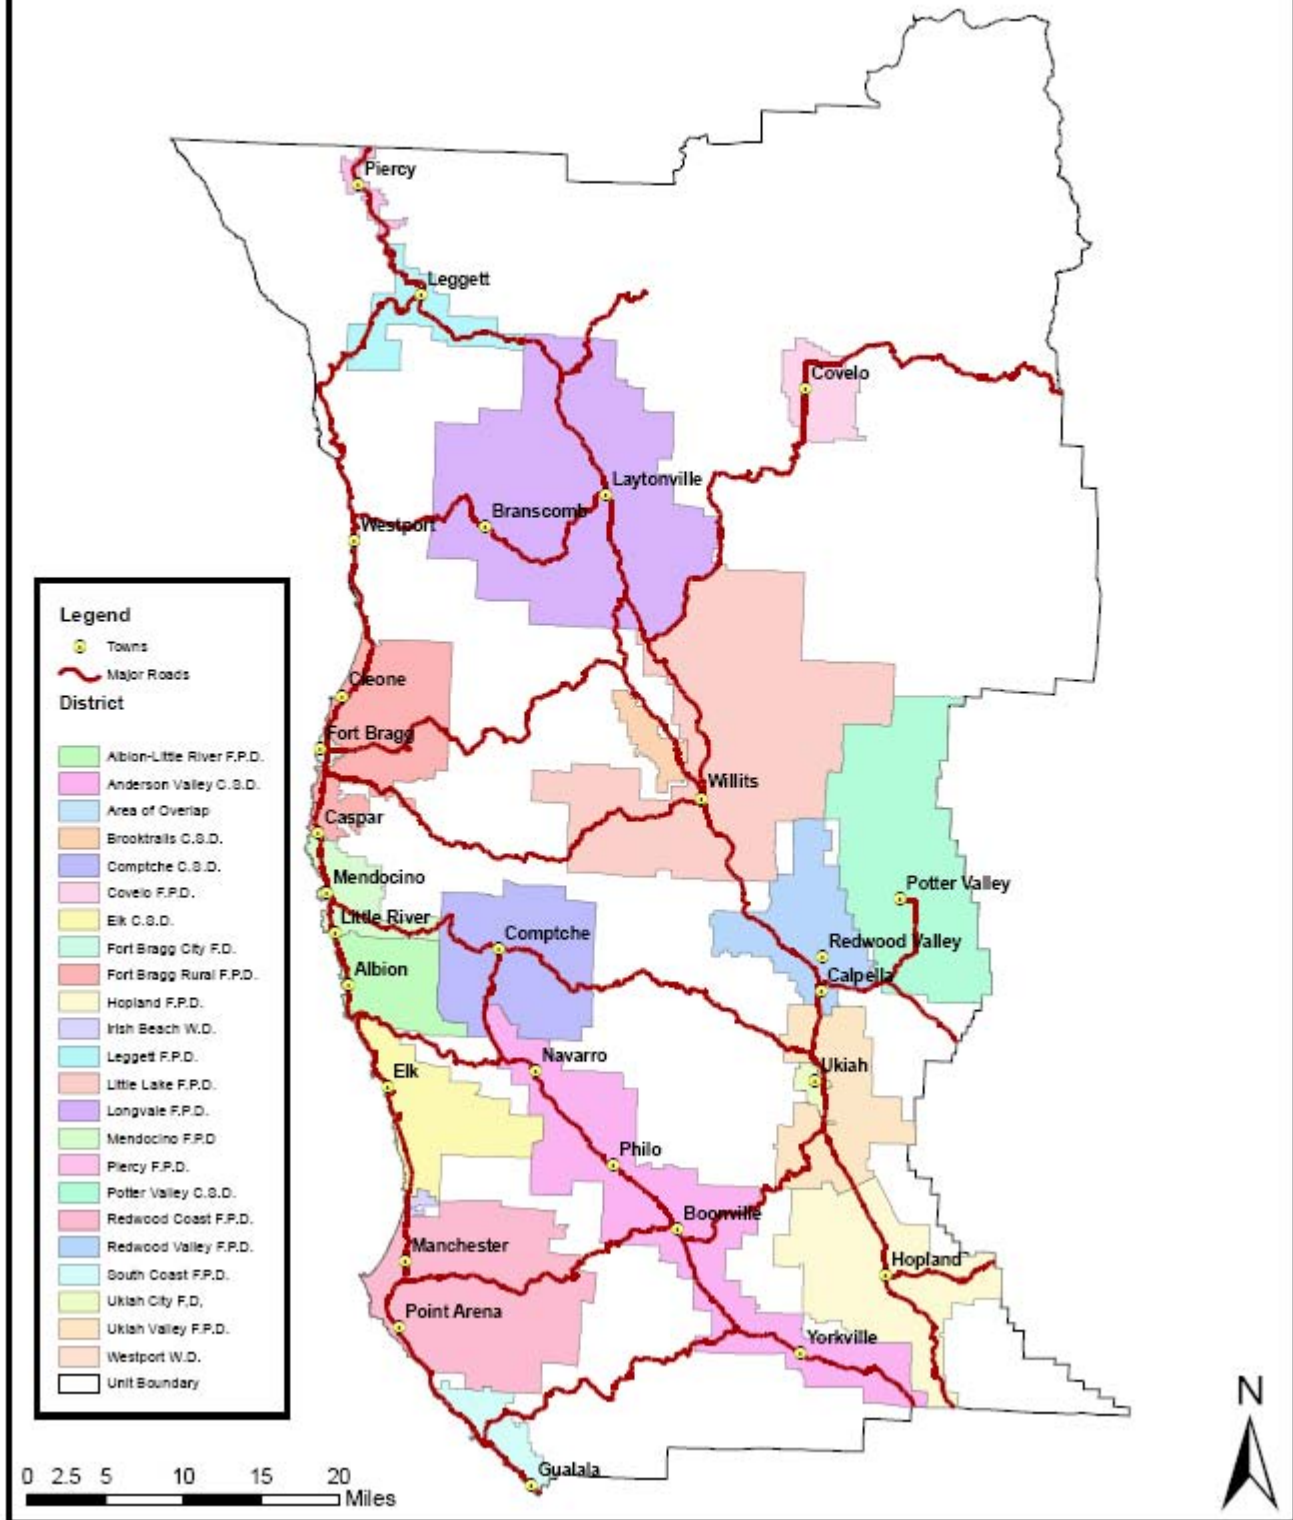 Piercy
Leggett
Covelo
Laytonville
Branscomb
Westport
Legend
Towns
Major Roads
District
Albion-Little River F.P.D.
Anderson Valley C.S.D.
Area of Overlap
Brooktrails C.S.D.
Comptche C.S.D.
Covelo F.P.D.
Elk C.S.D.
Fort Bragg City F.D.
Fort Bragg Rural F.P.D.
Hopland F.P.D.
Irish Beach W.D.
Leggett F.P.D.
Little Lake F.P.D.
Longvale F.P.D.
Mendocino F.P.D
Piercy F.P.D.
Potter Valley C.S.D.
Redwood Coast F.P.D.
Redwood Valley F.P.D.
South Coast F.P.D.
Ukiah City F.D,
Ukiah Valley F.P.D.
Westport W.D.
Unit Boundary
Cleone
Fort Bragg
Willits
Caspar
Mendocino
Potter Valley
Little River
Comptche
Redwood Valley
Albion
Calpella
Navarro
Ukiah
Elk
Philo
Boonville
Manchester
Hopland
Point Arena
Yorkville
Gualala
N
0 2.5 5 10 15 20
Miles